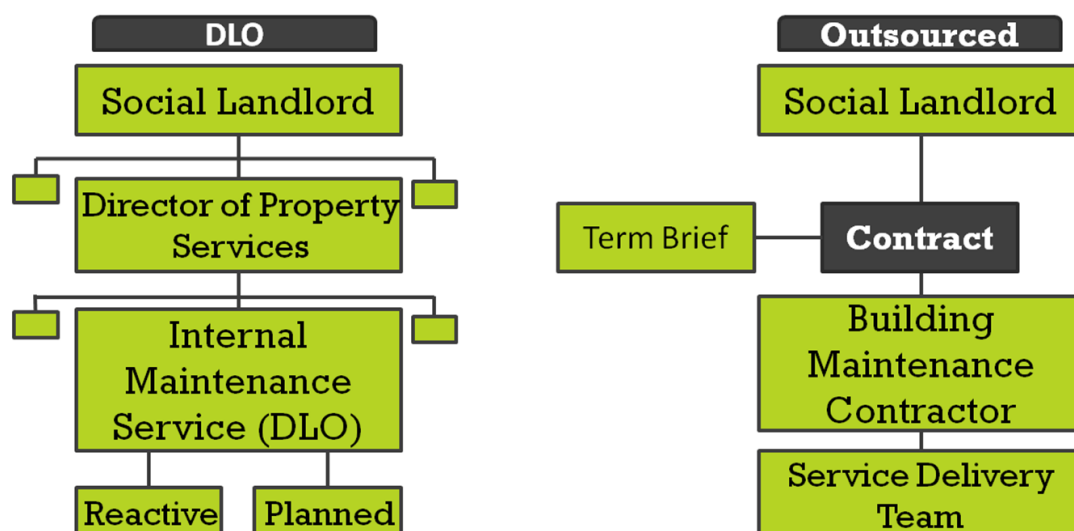 DLO
Social Landlord
Director of Property
Services
Internal
Maintenance
Service (DLO)
Reactive
Planned
Outsourced
Social Landlord
Term Brief
Contract
Building
Maintenance
Contractor
Service Delivery
Team